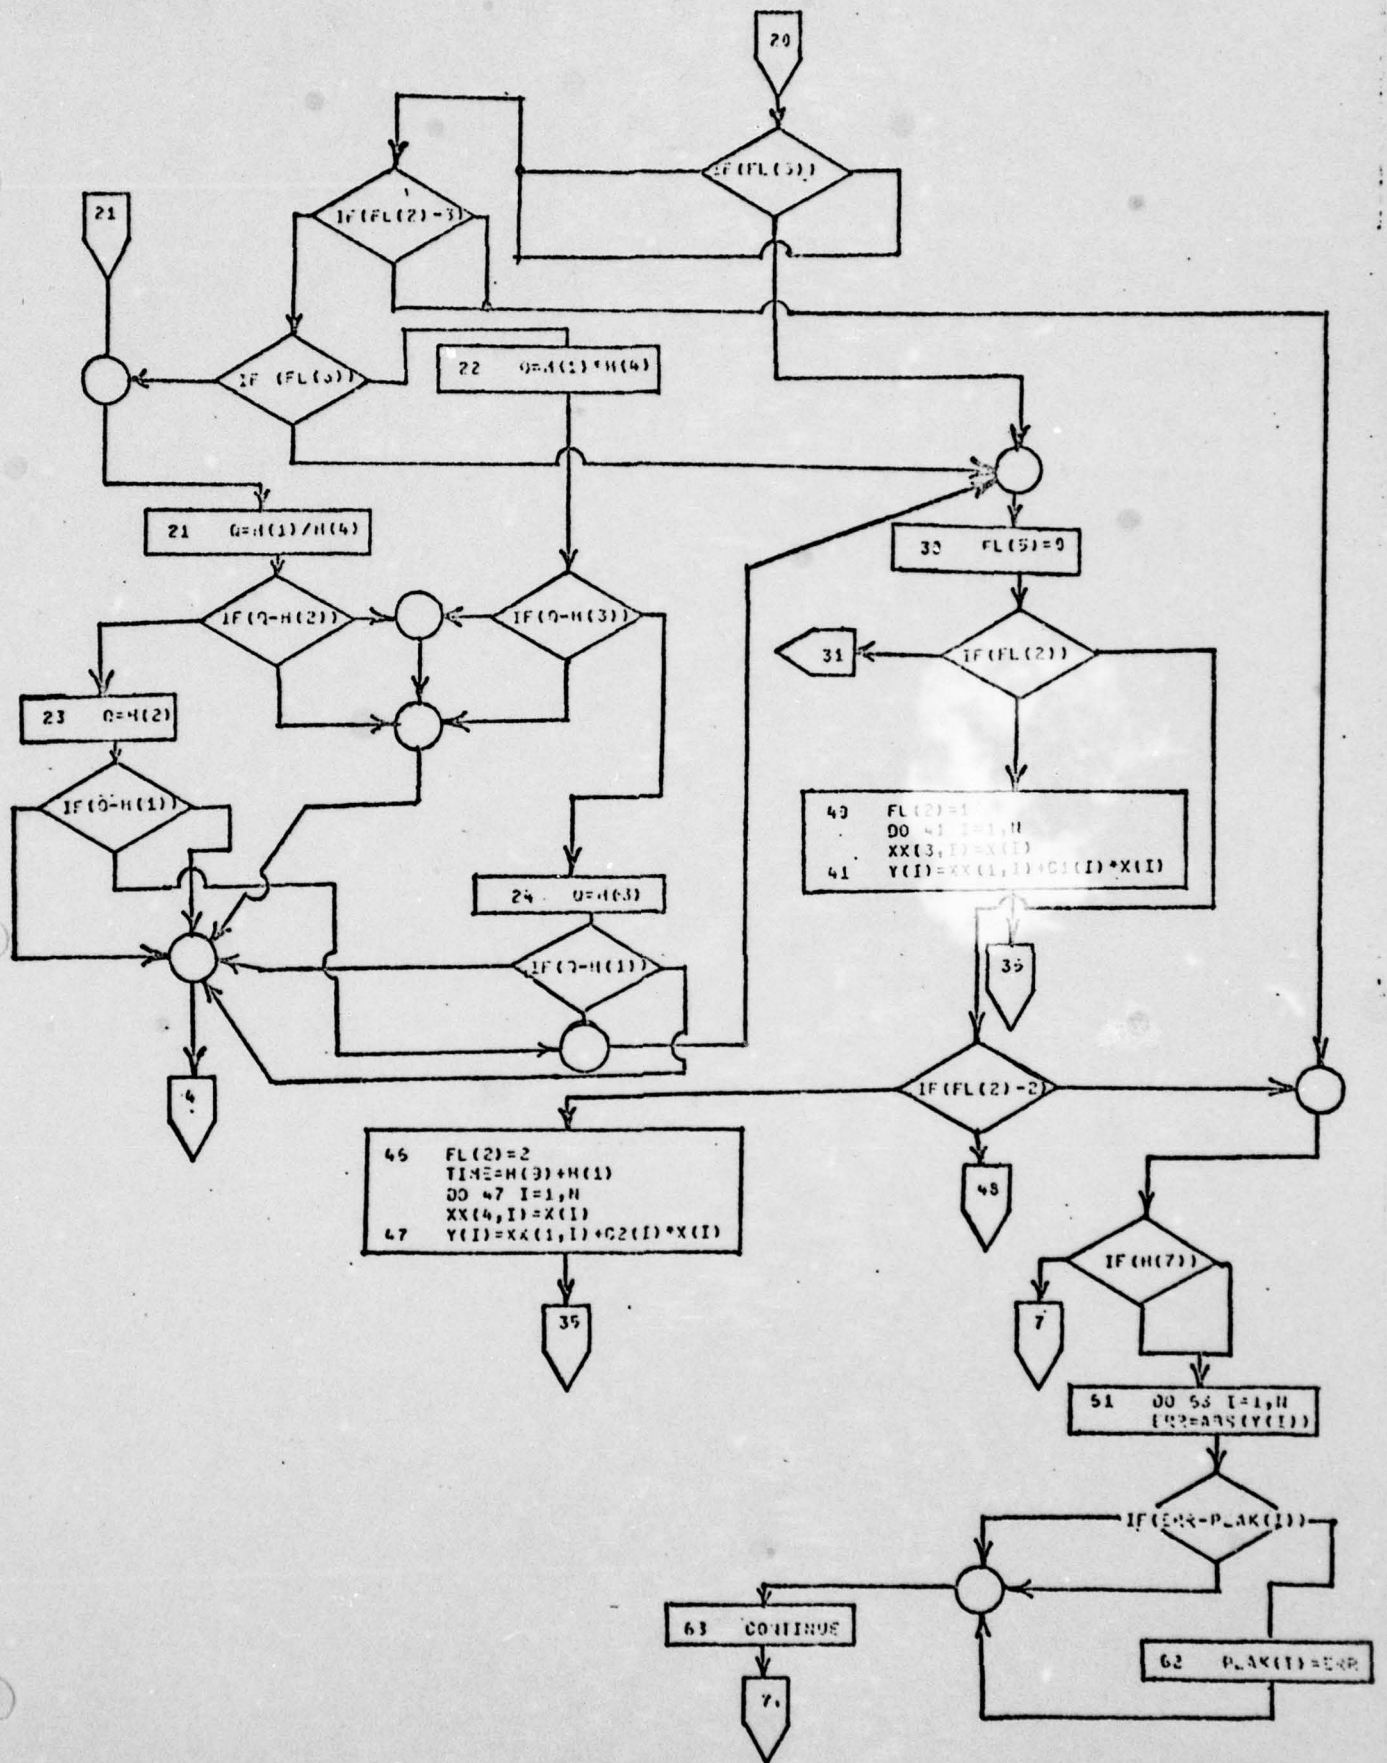 20
IF(FL(5))
21
IF(FL(2)-3)
IF (FL(3))
22 Q=H(1)*H(4)
21 Q=H(1)/H(4)
30 FL(5)=0
IF(Q-H(2))
IF(Q-H(3))
31
IF(FL(2))
23 Q=H(2)
IF(Q-H(1))
40 FL(2)=1
DO 41 I=1,N
XX(3,I)=X(I)
41 Y(I)=XX(1,I)+C1(I)*X(I)
24 Q=H(3)
IF(Q-H(1))
35
4
IF(FL(2)-2)
46 FL(2)=2
TIME=H(9)+H(1)
DO 47 I=1,N
XX(4,I)=X(I)
47 Y(I)=XX(1,I)+C2(I)*X(I)
48
IF(H(7))
35
7
51 DO 63 I=1,N
ERR=ABS(Y(I))
IF(ERR-PLAK(I))
63 CONTINUE
62 PLAK(I)=ERR
7